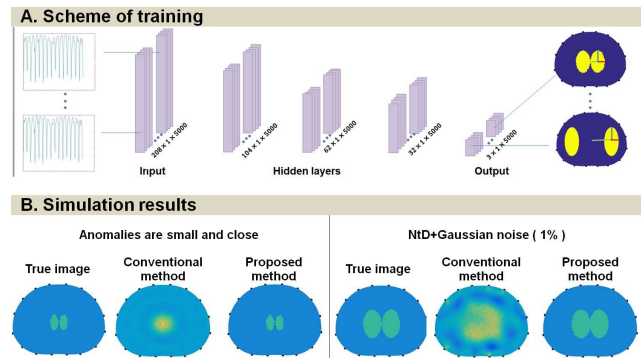 A. Scheme of training
208×1×5000
104×1×5000
62×1×5000
32×1×5000
3×1×5000
Input
Hidden layers
Output
B. Simulation results
Anomalies are small and close
NtD+Gaussian noise ( 1% )
True image
Conventional method
Proposed method
True image
Conventional method
Proposed method